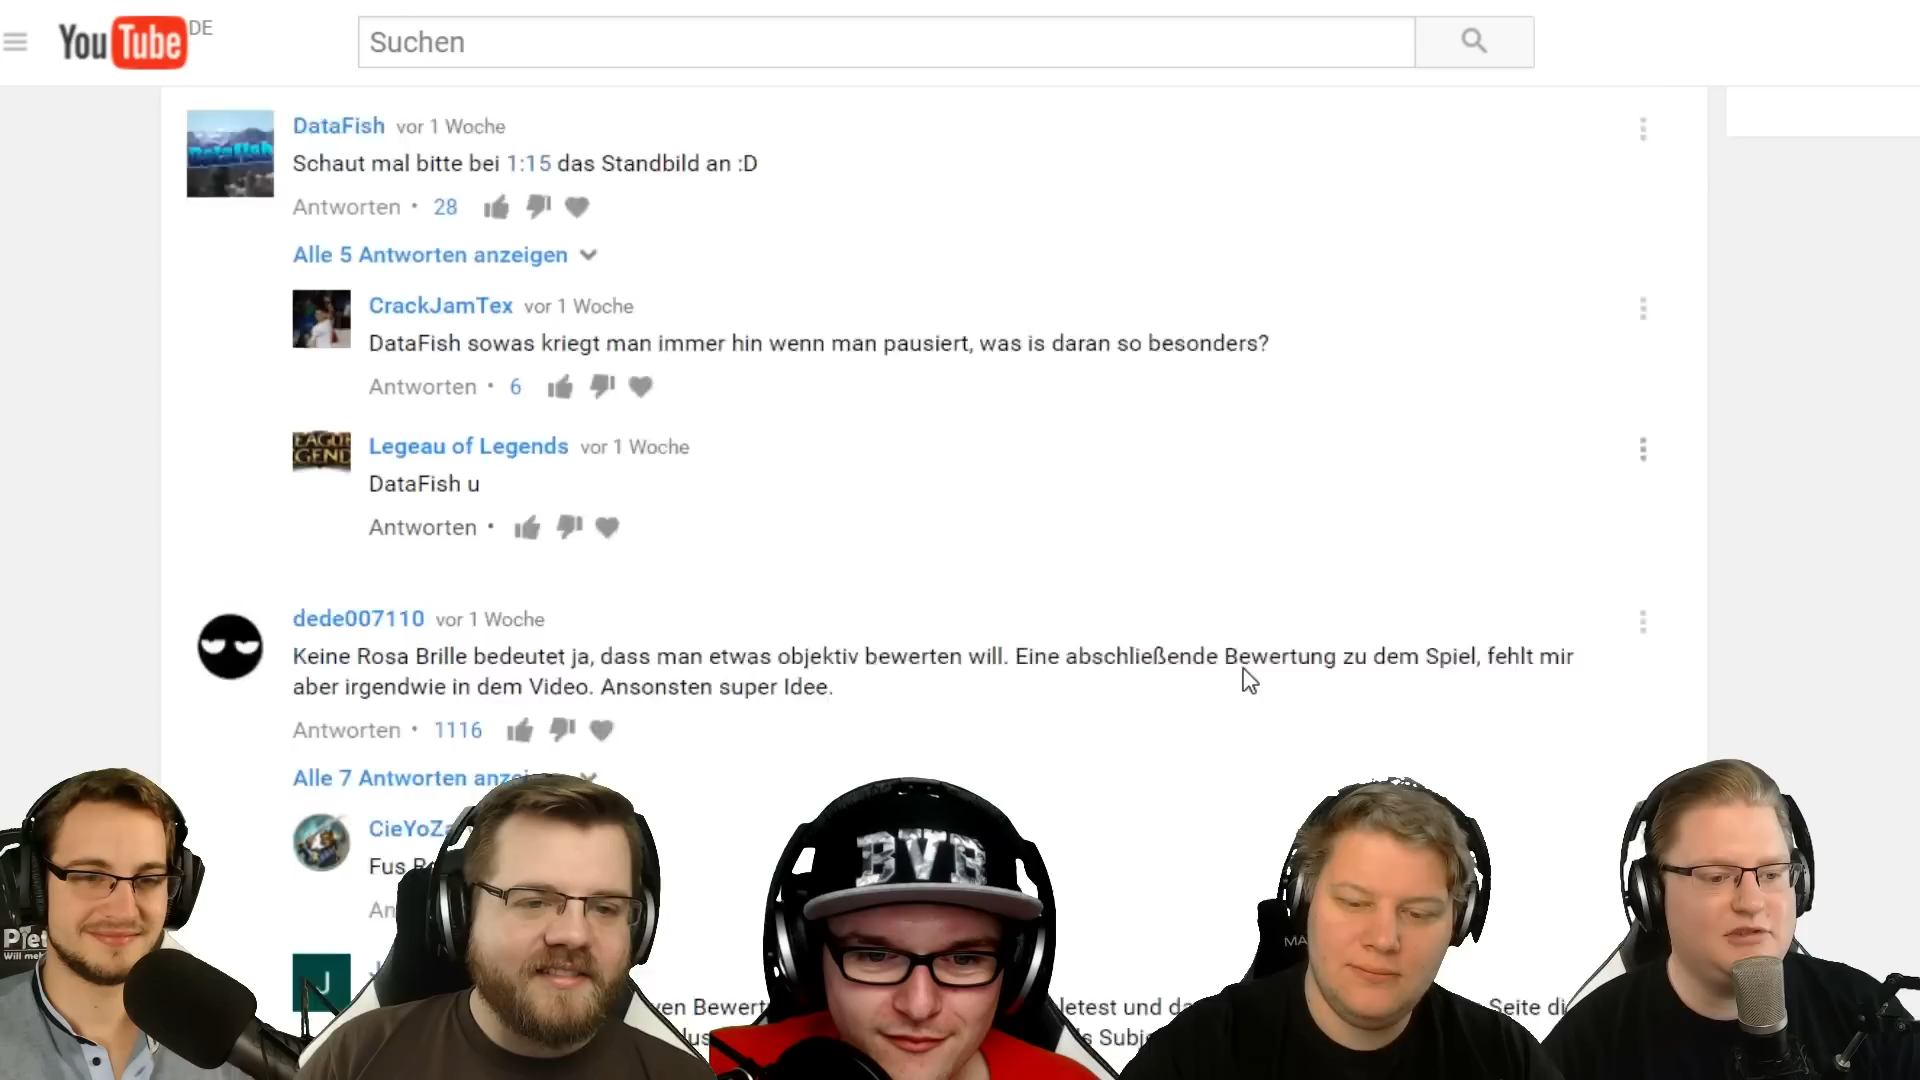 YouTube DE
Suchen
DataFish vor 1 Woche
Schaut mal bitte bei 1:15 das Standbild an :D
Antworten • 28
Alle 5 Antworten anzeigen
CrackJamTex vor 1 Woche
DataFish sowas kriegt man immer hin wenn man pausiert, was is daran so besonders?
Antworten • 6
Legeau of Legends vor 1 Woche
DataFish u
Antworten •
dede007110 vor 1 Woche
Keine Rosa Brille bedeutet ja, dass man etwas objektiv bewerten will. Eine abschließende Bewertung zu dem Spiel, fehlt mir
aber irgendwie in dem Video. Ansonsten super Idee.
Antworten • 1116
Alle 7 Antworten
Fus
BVB
J
und
Seite